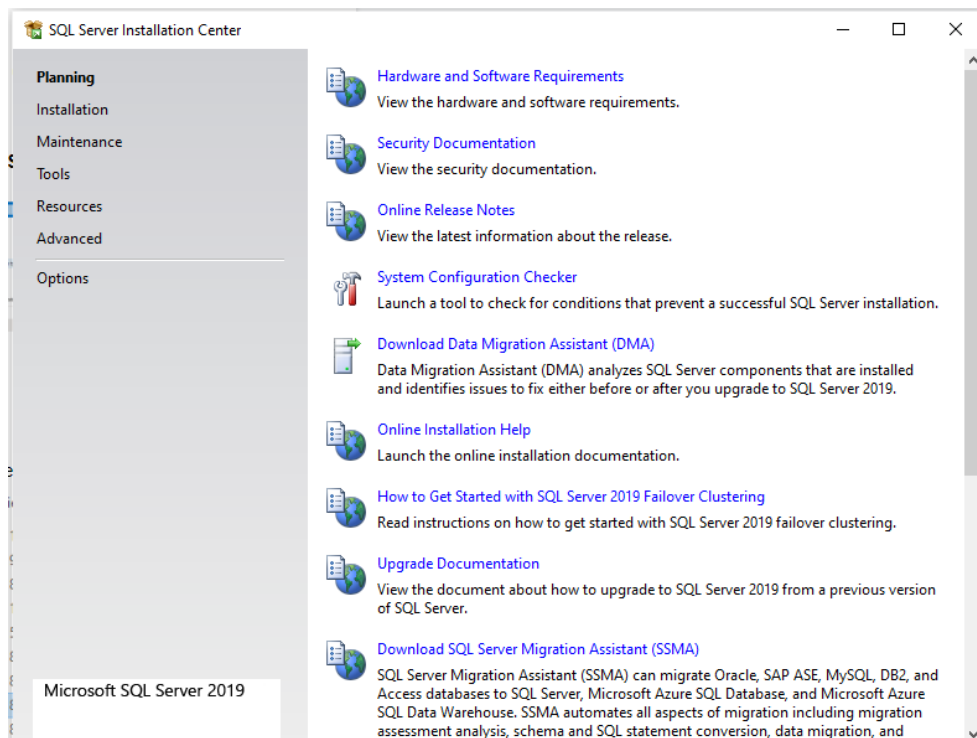 SQL Server Installation Center
Planning
Installation
Maintenance
Tools
Resources
Advanced
Options
Microsoft SQL Server 2019
Hardware and Software Requirements
View the hardware and software requirements.
Security Documentation
View the security documentation.
Online Release Notes
View the latest information about the release.
System Configuration Checker
Launch a tool to check for conditions that prevent a successful SQL Server installation.
Download Data Migration Assistant (DMA)
Data Migration Assistant (DMA) analyzes SQL Server components that are installed
and identifies issues to fix either before or after you upgrade to SQL Server 2019.
Online Installation Help
Launch the online installation documentation.
How to Get Started with SQL Server 2019 Failover Clustering
Read instructions on how to get started with SQL Server 2019 failover clustering.
Upgrade Documentation
View the document about how to upgrade to SQL Server 2019 from a previous version
of SQL Server.
Download SQL Server Migration Assistant (SSMA)
SQL Server Migration Assistant (SSMA) can migrate Oracle, SAP ASE, MySQL, DB2, and
Access databases to SQL Server, Microsoft Azure SQL Database, and Microsoft Azure
SQL Data Warehouse. SSMA automates all aspects of migration including migration
assessment analysis, schema and SQL statement conversion, data migration, and